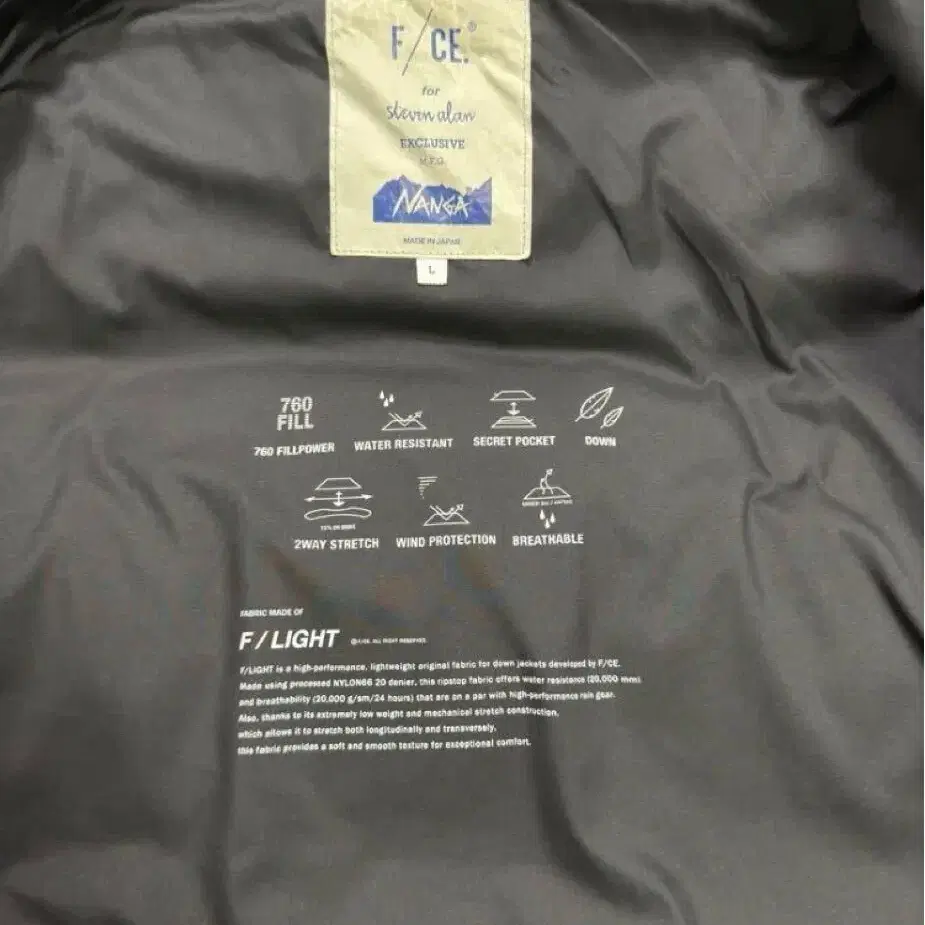 F/CE.®
for
steven alan
EXCLUSIVE
M.F.G.
NANGA
MADE IN JAPAN
L
760
FILL
760 FILLPOWER
WATER RESISTANT
SECRET POCKET
DOWN
2WAY STRETCH
WIND PROTECTION
BREATHABLE
FABRIC MADE OF
F/LIGHT
©F/CE. ALL RIGHT RESERVED.
F/LIGHT is a high-performance, lightweight original fabric for down jackets developed by F/CE.
Made using processed NYLON66 20 denier, this ripstop fabric offers water resistance (20,000 mm)
and breathability (20,000 g/sm/24 hours) that are on a par with high-performance rain gear.
Also, thanks to its extremely low weight and mechanical stretch construction,
which allows it to stretch both longitudinally and transversely,
this fabric provides a soft and smooth texture for exceptional comfort.